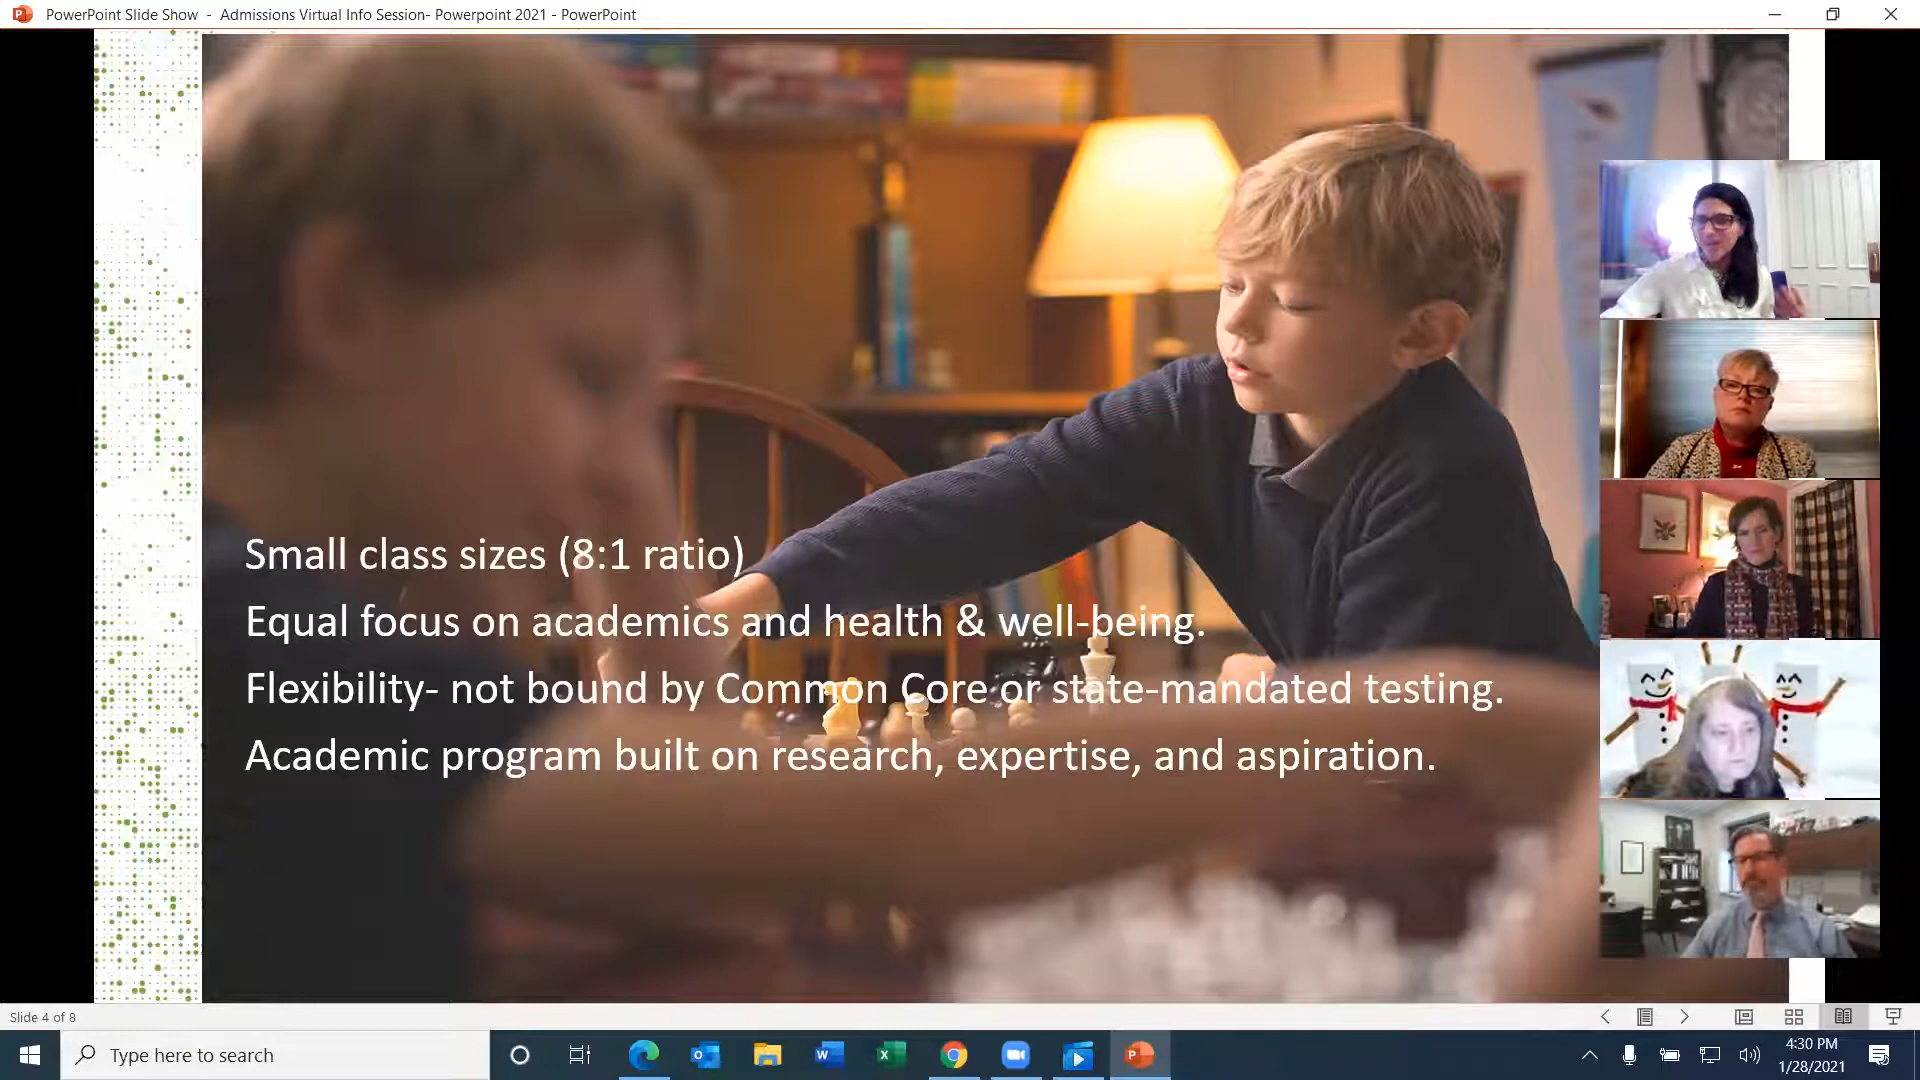 PowerPoint Slide Show - Admissions Virtual Info Session- Powerpoint 2021 - PowerPoint
Small class sizes (8:1 ratio)
Equal focus on academics and health & well-being.
Flexibility- not bound by Common Core or state-mandated testing.
Academic program built on research, expertise, and aspiration.
Slide 4 of 8
Type here to search
4:30 PM
1/28/2021